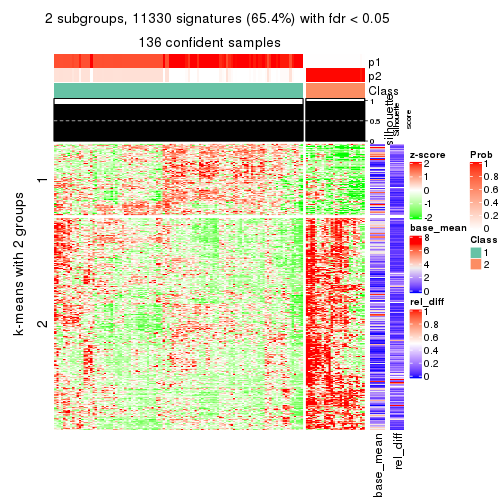 2 subgroups, 11330 signatures (65.4%) with fdr < 0.05
136 confident samples
p1
p2
Class
silhouette
Silhouette
score
1
0.5
0
k-means with 2 groups
1
2
base_mean
rel_diff
z-score
2
1
0
-1
-2
base_mean
8
6
4
2
0
rel_diff
1
0.8
0.6
0.4
0.2
0
Prob
1
0.8
0.6
0.4
0.2
0
Class
1
2